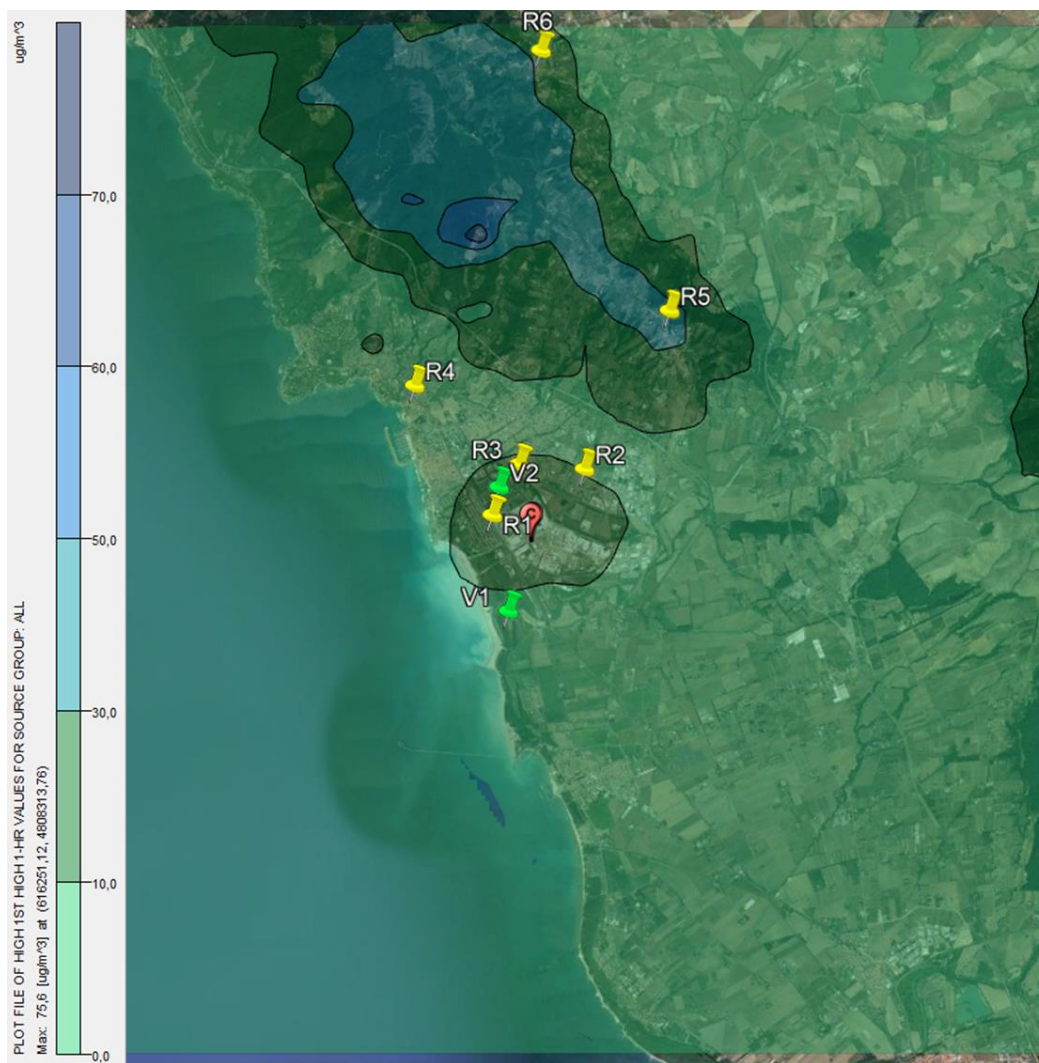 ug/m^3
PLOT FILE OF HIGH 1ST HIGH 1-HR VALUES FOR SOURCE GROUP: ALL
Max: 75,6 [ug/m^3] at (616251,12, 4808313,76)
70,0
60,0
50,0
30,0
10,0
0,0
R6
R5
R4
R3
R2
V2
R1
C
V1